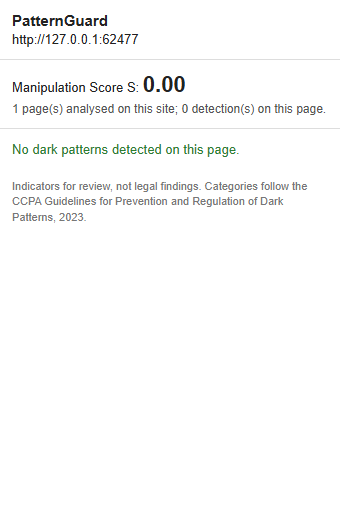 PatternGuard
http://127.0.0.1:62477
Manipulation Score S: 0.00
1 page(s) analysed on this site; 0 detection(s) on this page.
No dark patterns detected on this page.
Indicators for review, not legal findings. Categories follow the
CCPA Guidelines for Prevention and Regulation of Dark
Patterns, 2023.